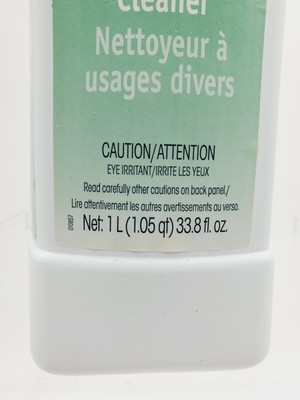 cleaner
Nettoyeur à
usages divers
CAUTION/ATTENTION
EYE IRRITANT/IRRITE LES YEUX
Read carefully other cautions on back panel./
Lire attentivement les autres avertissements au verso.
Net: 1 L (1.05 qt) 33.8 fl. oz.